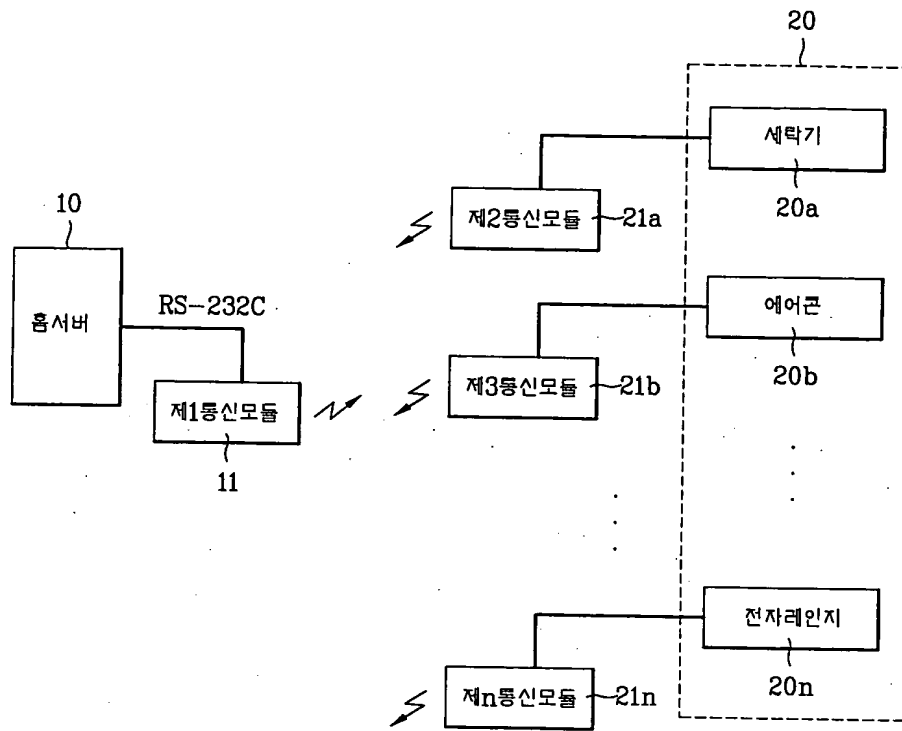 20
세탁기
20a
10
제2통신모듈
21a
홈서버
RS-232C
에어콘
20b
제3통신모듈
21b
제1통신모듈
11
전자레인지
20n
제n통신모듈
21n